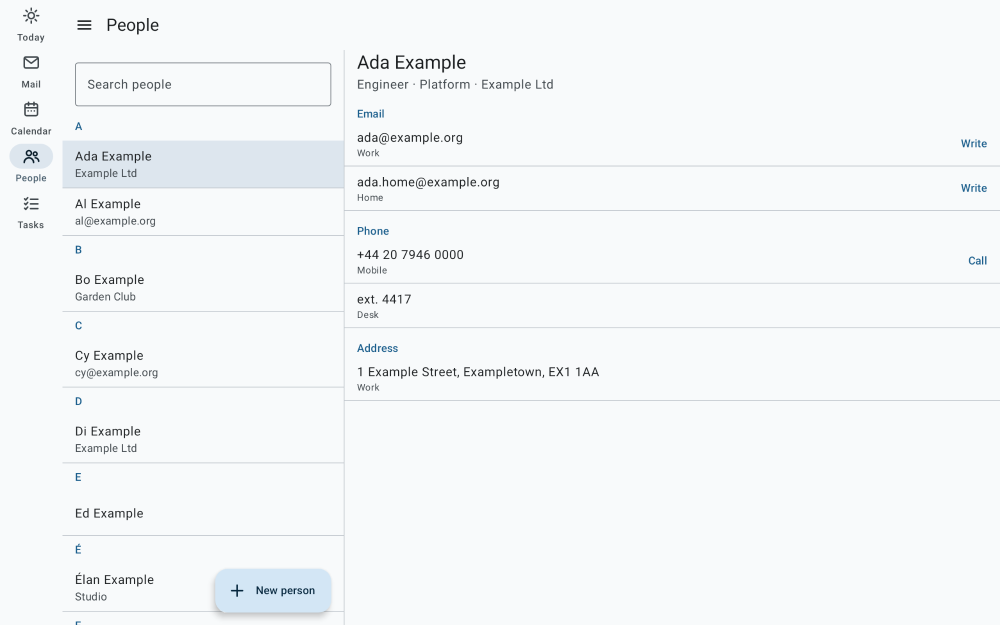 Today
Mail
Calendar
People
Tasks
People
Search people
A
Ada Example
Example Ltd
Al Example
al@example.org
B
Bo Example
Garden Club
C
Cy Example
cy@example.org
D
Di Example
Example Ltd
E
Ed Example
É
Élan Example
Studio
New person
Ada Example
Engineer · Platform · Example Ltd
Email
ada@example.org
Work
Write
ada.home@example.org
Home
Write
Phone
+44 20 7946 0000
Mobile
Call
ext. 4417
Desk
Address
1 Example Street, Exampletown, EX1 1AA
Work